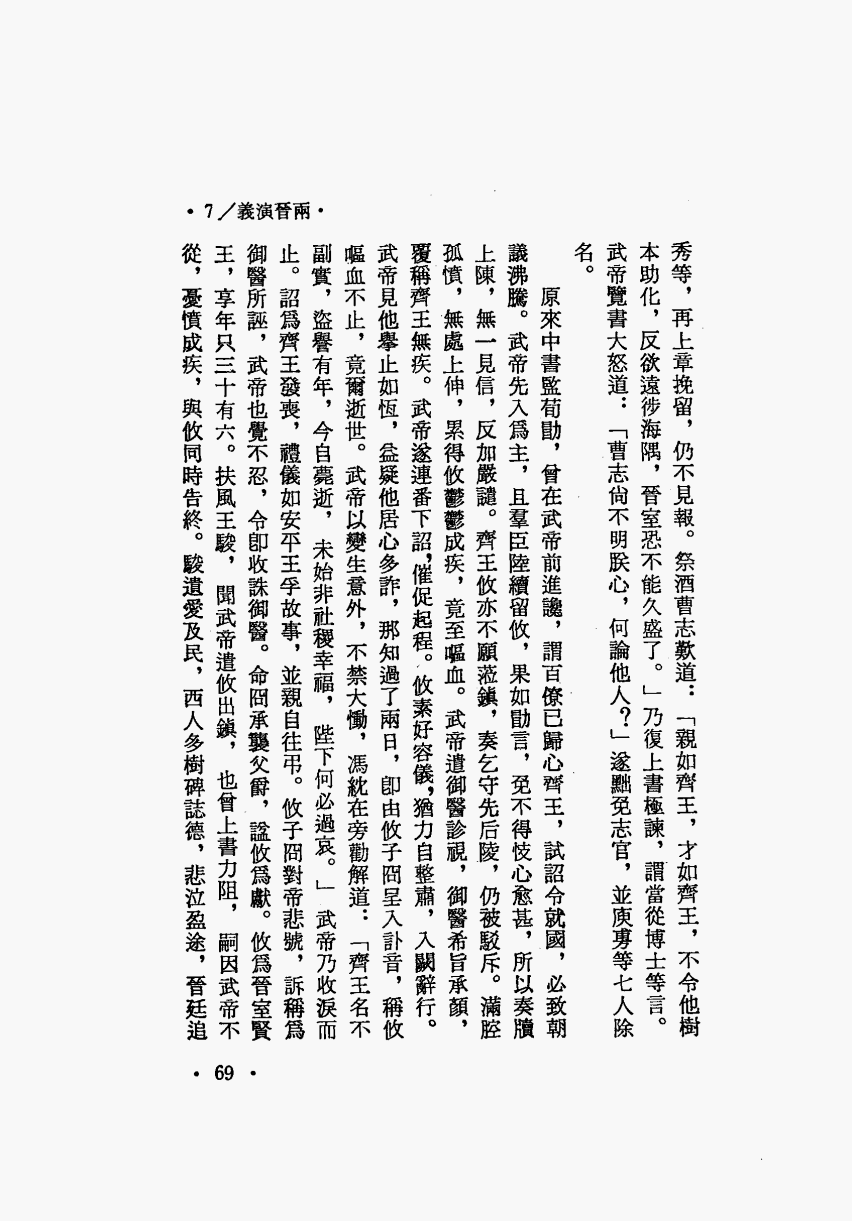 •7／義演晉兩•
秀等，再上章挽留，仍不見報。祭酒曹志歎道：「親如齊王，才如齊王，不令他樹
本助化，反欲遠徙海隅，晉室恐不能久盛了。」乃復上書極諫，謂當從博士等言。
武帝覽書大怒道：「曹志尙不明朕心，何論他人？」遂黜免志官，並庾旉等七人除
名。
原來中書監荀勖，曾在武帝前進讒，謂百僚已歸心齊王，試詔令就國，必致朝
議沸騰。武帝先入爲主，且羣臣陸續留攸，果如勖言，免不得忮心愈甚，所以奏牘
上陳，無一見信，反加嚴譴。齊王攸亦不願蒞鎮，奏乞守先后陵，仍被駁斥。滿腔
孤憤，無處上伸，累得攸鬱鬱成疾，竟至嘔血。武帝遣御醫診視，御醫希旨承顏，
覆稱齊王無疾。武帝遂連番下詔，催促起程。攸素好容儀，猶力自整肅，入闕辭行。
武帝見他舉止如恆，益疑他居心多詐，那知過了兩日，卽由攸子冏呈入訃音，稱攸
嘔血不止，竟爾逝世。武帝以變生意外，不禁大慟，馮紞在旁勸解道：「齊王名不
副實，盜譽有年，今自薨逝，未始非社稷幸福，陛下何必過哀。」武帝乃收淚而
止。詔爲齊王發喪，禮儀如安平王孚故事，並親自往弔。攸子冏對帝悲號，訴稱爲
御醫所誣，武帝也覺不忍，令卽收誅御醫。命冏承襲父爵，諡攸爲獻。攸爲晉室賢
王，享年只三十有六。扶風王駿，聞武帝遣攸出鎮，也曾上書力阻，嗣因武帝不
從，憂憤成疾，與攸同時告終。駿遺愛及民，西人多樹碑誌德，悲泣盈途，晉廷追
•69•